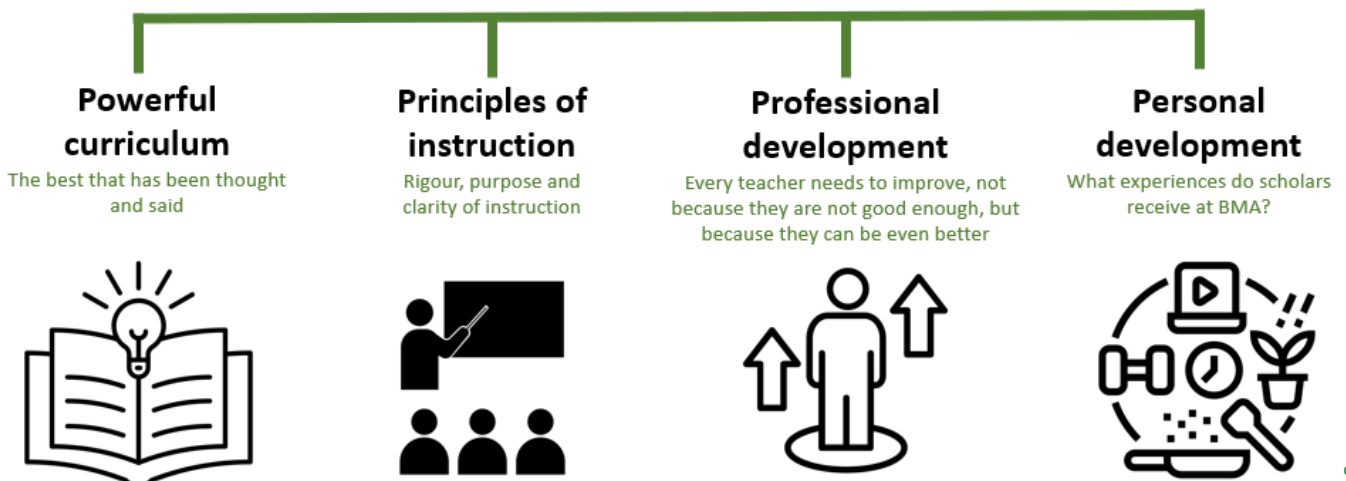 Powerful
curriculum
The best that has been thought
and said
Principles of
instruction
Rigour, purpose and
clarity of instruction
Professional
development
Every teacher needs to improve, not
because they are not good enough, but
because they can be even better
Personal
development
What experiences do scholars
receive at BMA?